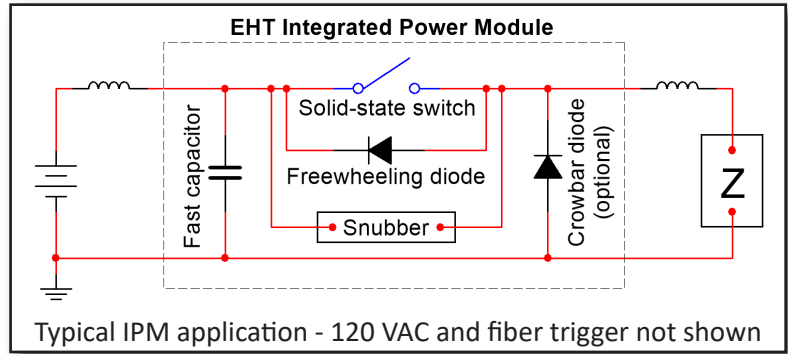 EHT Integrated Power Module
Solid-state switch
Freewheeling diode
Snubber
Fast capacitor
Crowbar diode
(optional)
Z
Typical IPM application - 120 VAC and fiber trigger not shown